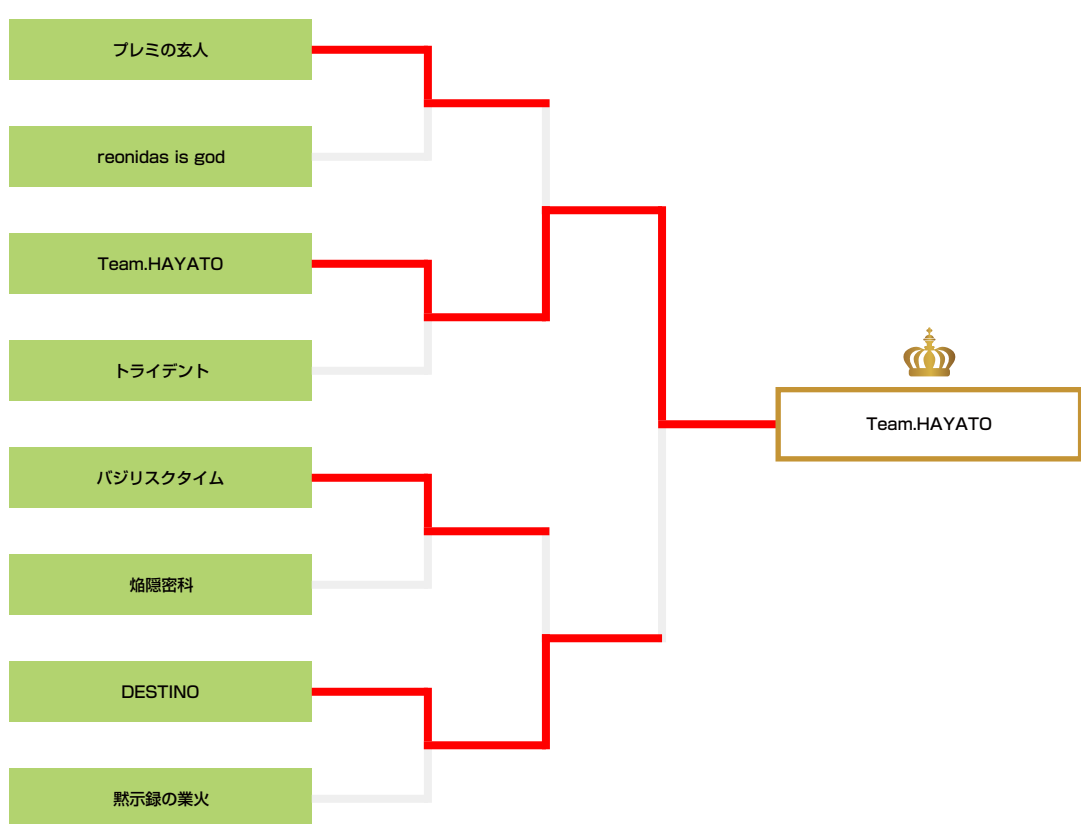 プレミの玄人
reonidas is god
Team.HAYATO
トライデント
Team.HAYATO
バジリスクタイム
焔隠密科
DESTINO
黙示録の業火